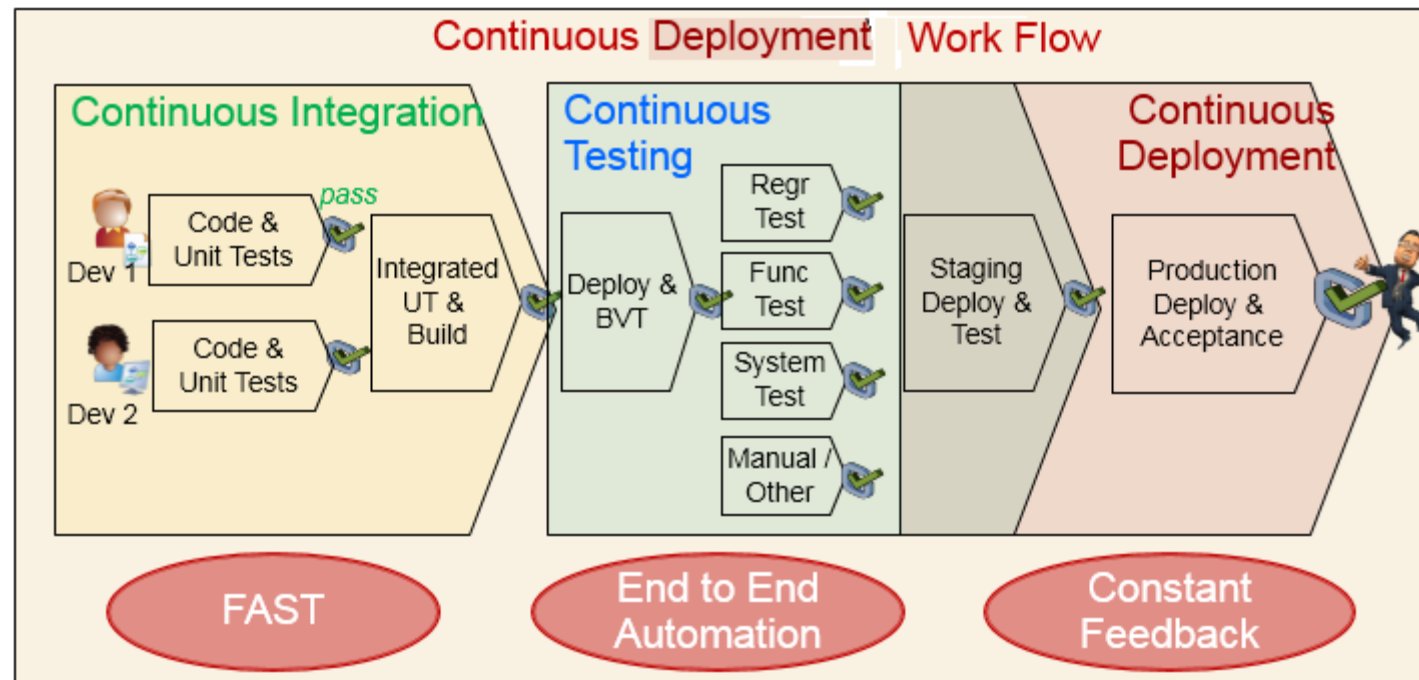 Continuous Deployment Work Flow
Continuous Integration
pass
Dev 1
Code &
Unit Tests
Dev 2
Code &
Unit Tests
Integrated
UT &
Build
Continuous
Testing
Deploy &
BVT
Regr
Test
Func
Test
System
Test
Manual /
Other
Staging
Deploy &
Test
Continuous
Deployment
Production
Deploy &
Acceptance
FAST
End to End
Automation
Constant
Feedback